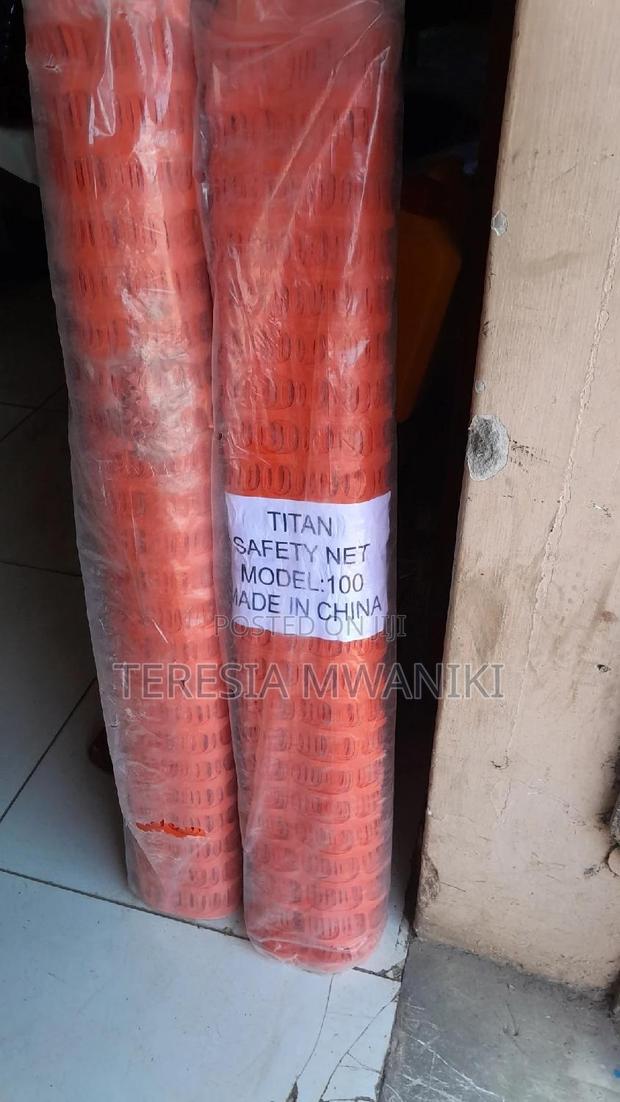 TITAN
SAFETY NET
MODEL:100
MADE IN CHINA
POSTED ON JIJI
TERESIA MWANIKI